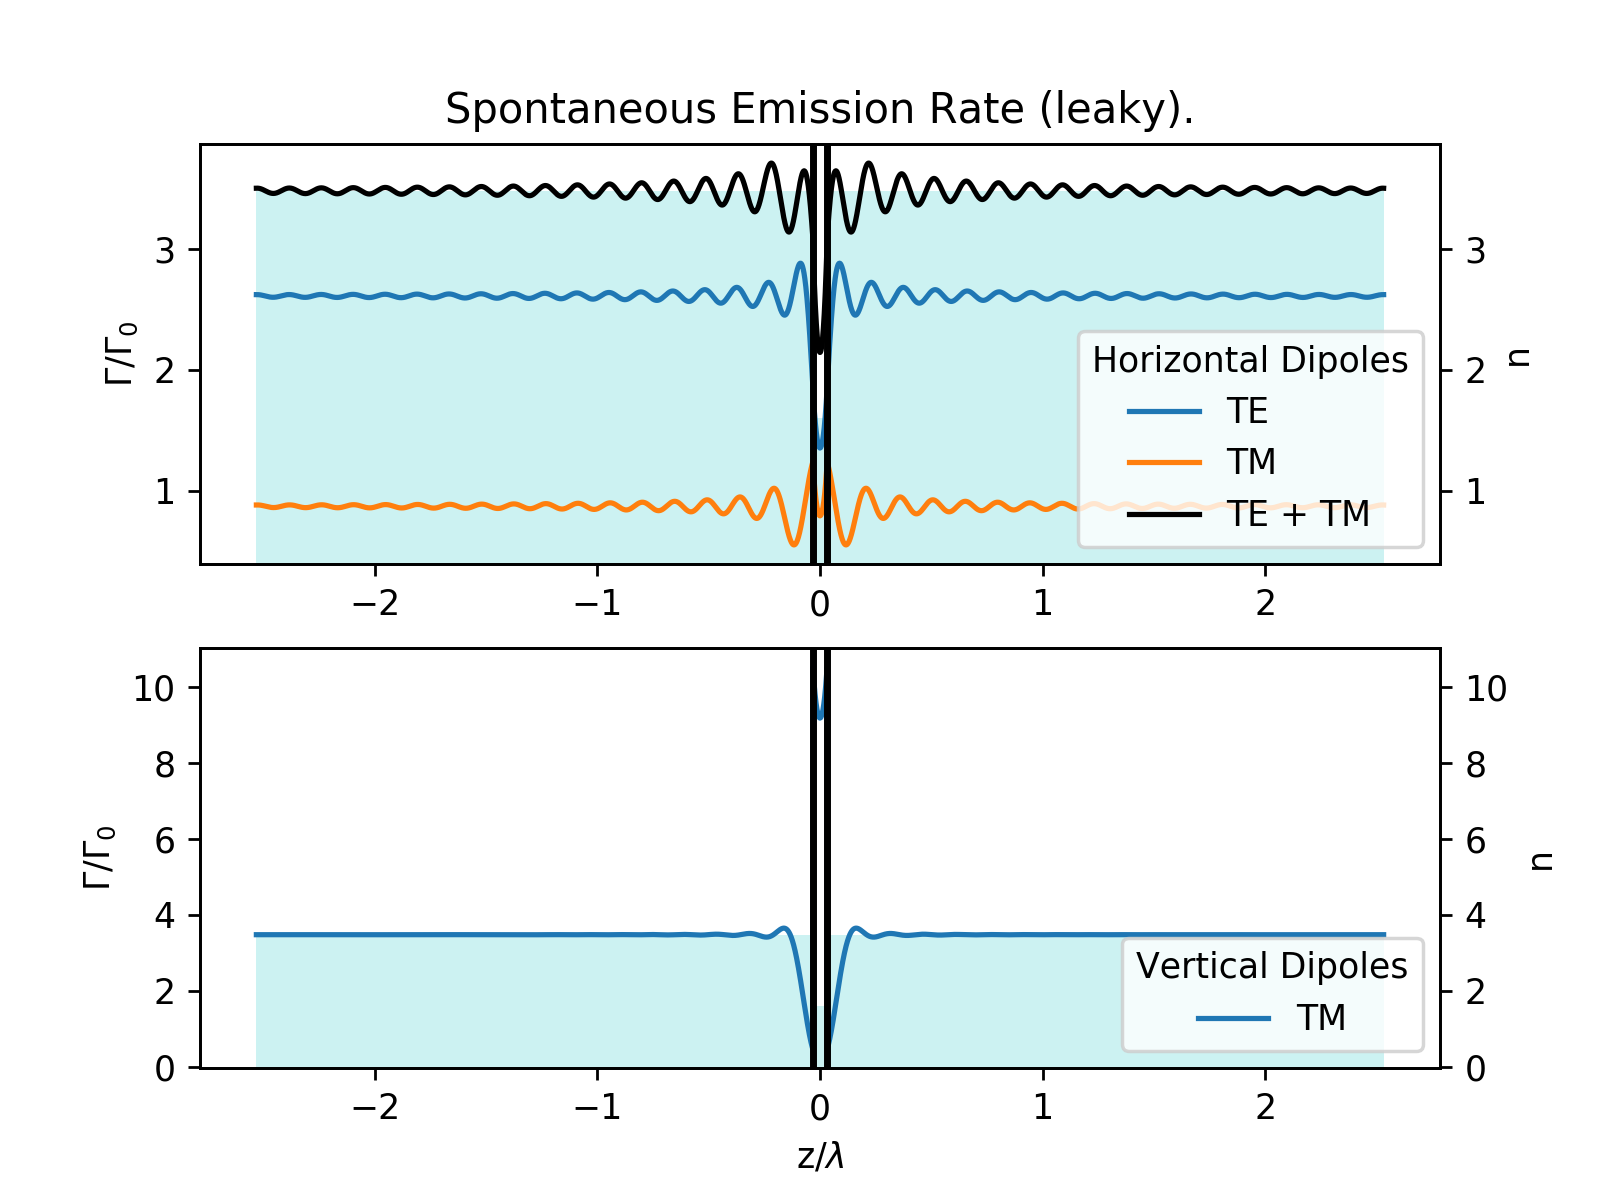 Spontaneous Emission Rate (leaky).
Γ/Γ₀
3
2
1
3
2
1
n
Horizontal Dipoles
TE
TM
TE + TM
−2
−1
0
1
2
Γ/Γ₀
10
8
6
4
2
0
10
8
6
4
2
0
n
Vertical Dipoles
TM
−2
−1
0
1
2
z/λ